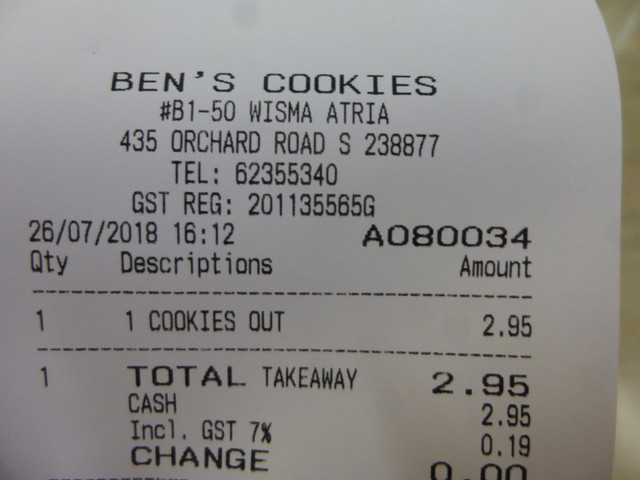 BEN'S COOKIES
#B1-50 WISMA ATRIA
435 ORCHARD ROAD S 238877
TEL: 62355340
GST REG: 201135565G
26/07/2018 16:12 A080034
Qty Descriptions Amount
1 1 COOKIES OUT 2.95
1 TOTAL TAKEAWAY 2.95
CASH 2.95
Incl. GST 7% 0.19
CHANGE 0.00